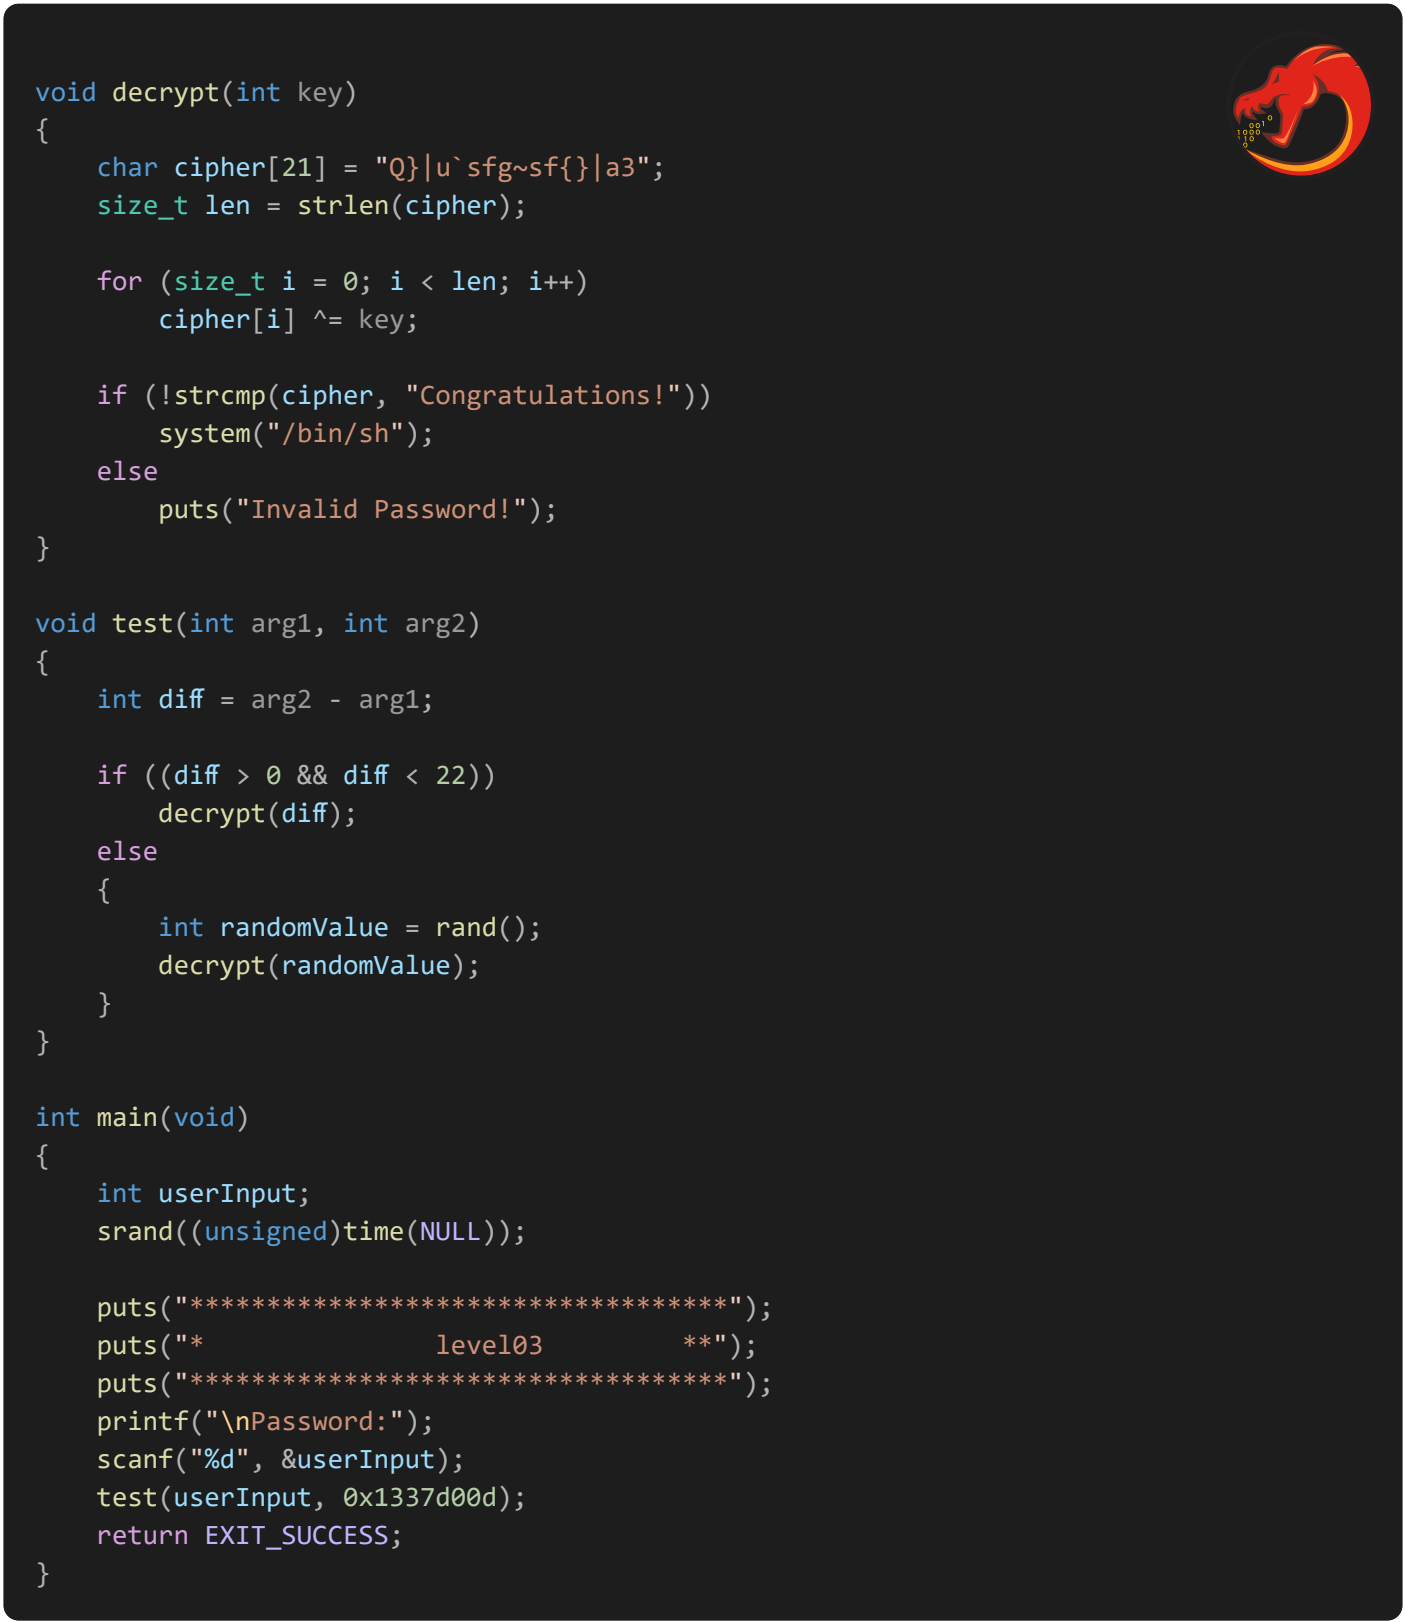 void decrypt(int key)
{
    char cipher[21] = "Q}|u`sfg~sf{}|a3";
    size_t len = strlen(cipher);

    for (size_t i = 0; i < len; i++)
        cipher[i] ^= key;

    if (!strcmp(cipher, "Congratulations!"))
        system("/bin/sh");
    else
        puts("Invalid Password!");
}

void test(int arg1, int arg2)
{
    int diff = arg2 - arg1;

    if ((diff > 0 && diff < 22))
        decrypt(diff);
    else
    {
        int randomValue = rand();
        decrypt(randomValue);
    }
}

int main(void)
{
    int userInput;
    srand((unsigned)time(NULL));

    puts("***********************************");
    puts("*               level03         **");
    puts("***********************************");
    printf("\nPassword:");
    scanf("%d", &userInput);
    test(userInput, 0x1337d00d);
    return EXIT_SUCCESS;
}